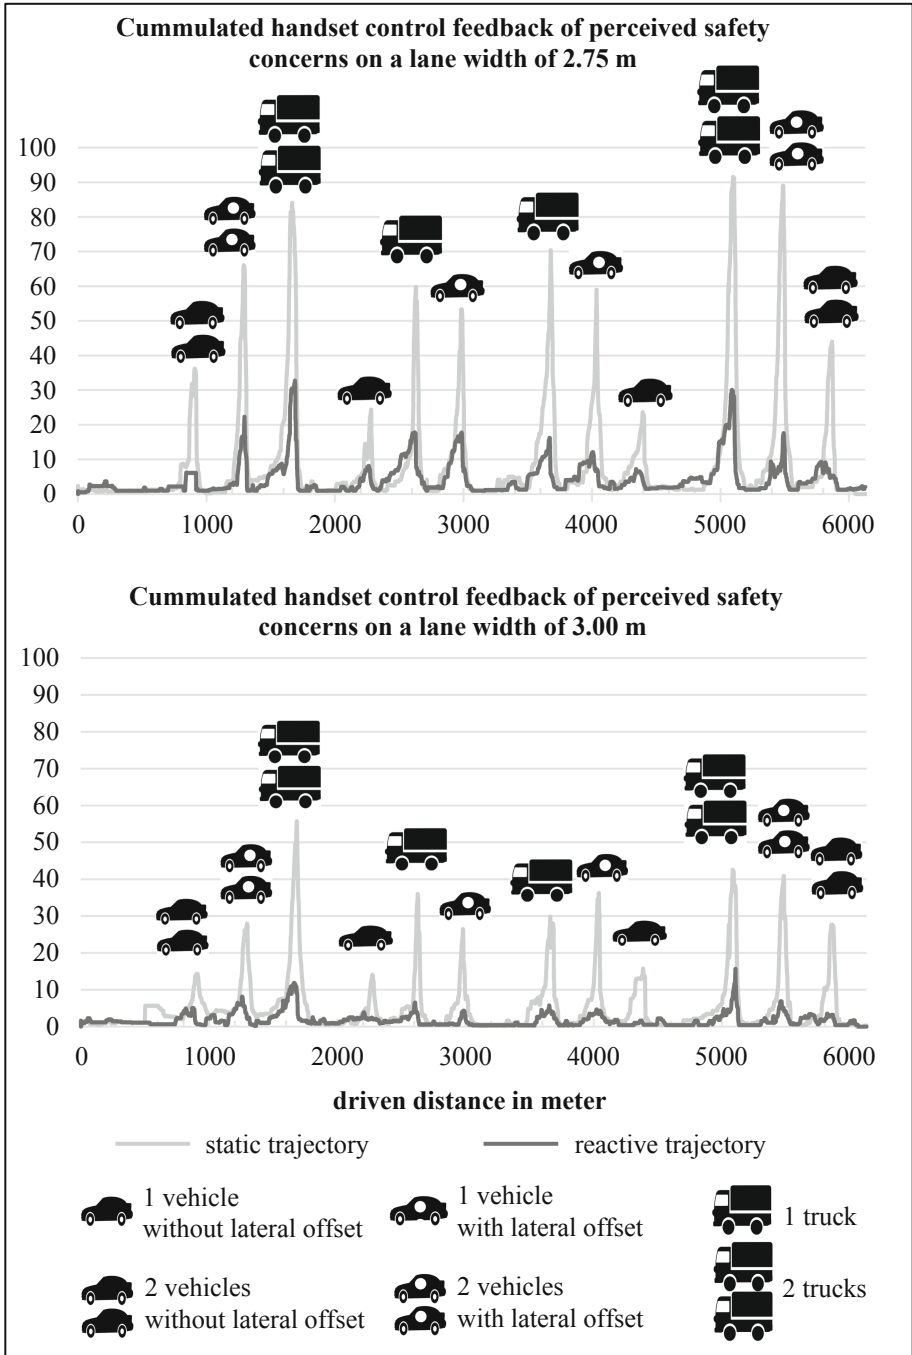 Cummulated handset control feedback of perceived safety
concerns on a lane width of 2.75 m
100
90
80
70
60
50
40
30
20
10
0
0 1000 2000 3000 4000 5000 6000
Cummulated handset control feedback of perceived safety
concerns on a lane width of 3.00 m
100
90
80
70
60
50
40
30
20
10
0
0 1000 2000 3000 4000 5000 6000
driven distance in meter
static trajectory reactive trajectory
1 vehicle
without lateral offset
1 vehicle
with lateral offset
1 truck
2 vehicles
without lateral offset
2 vehicles
with lateral offset
2 trucks